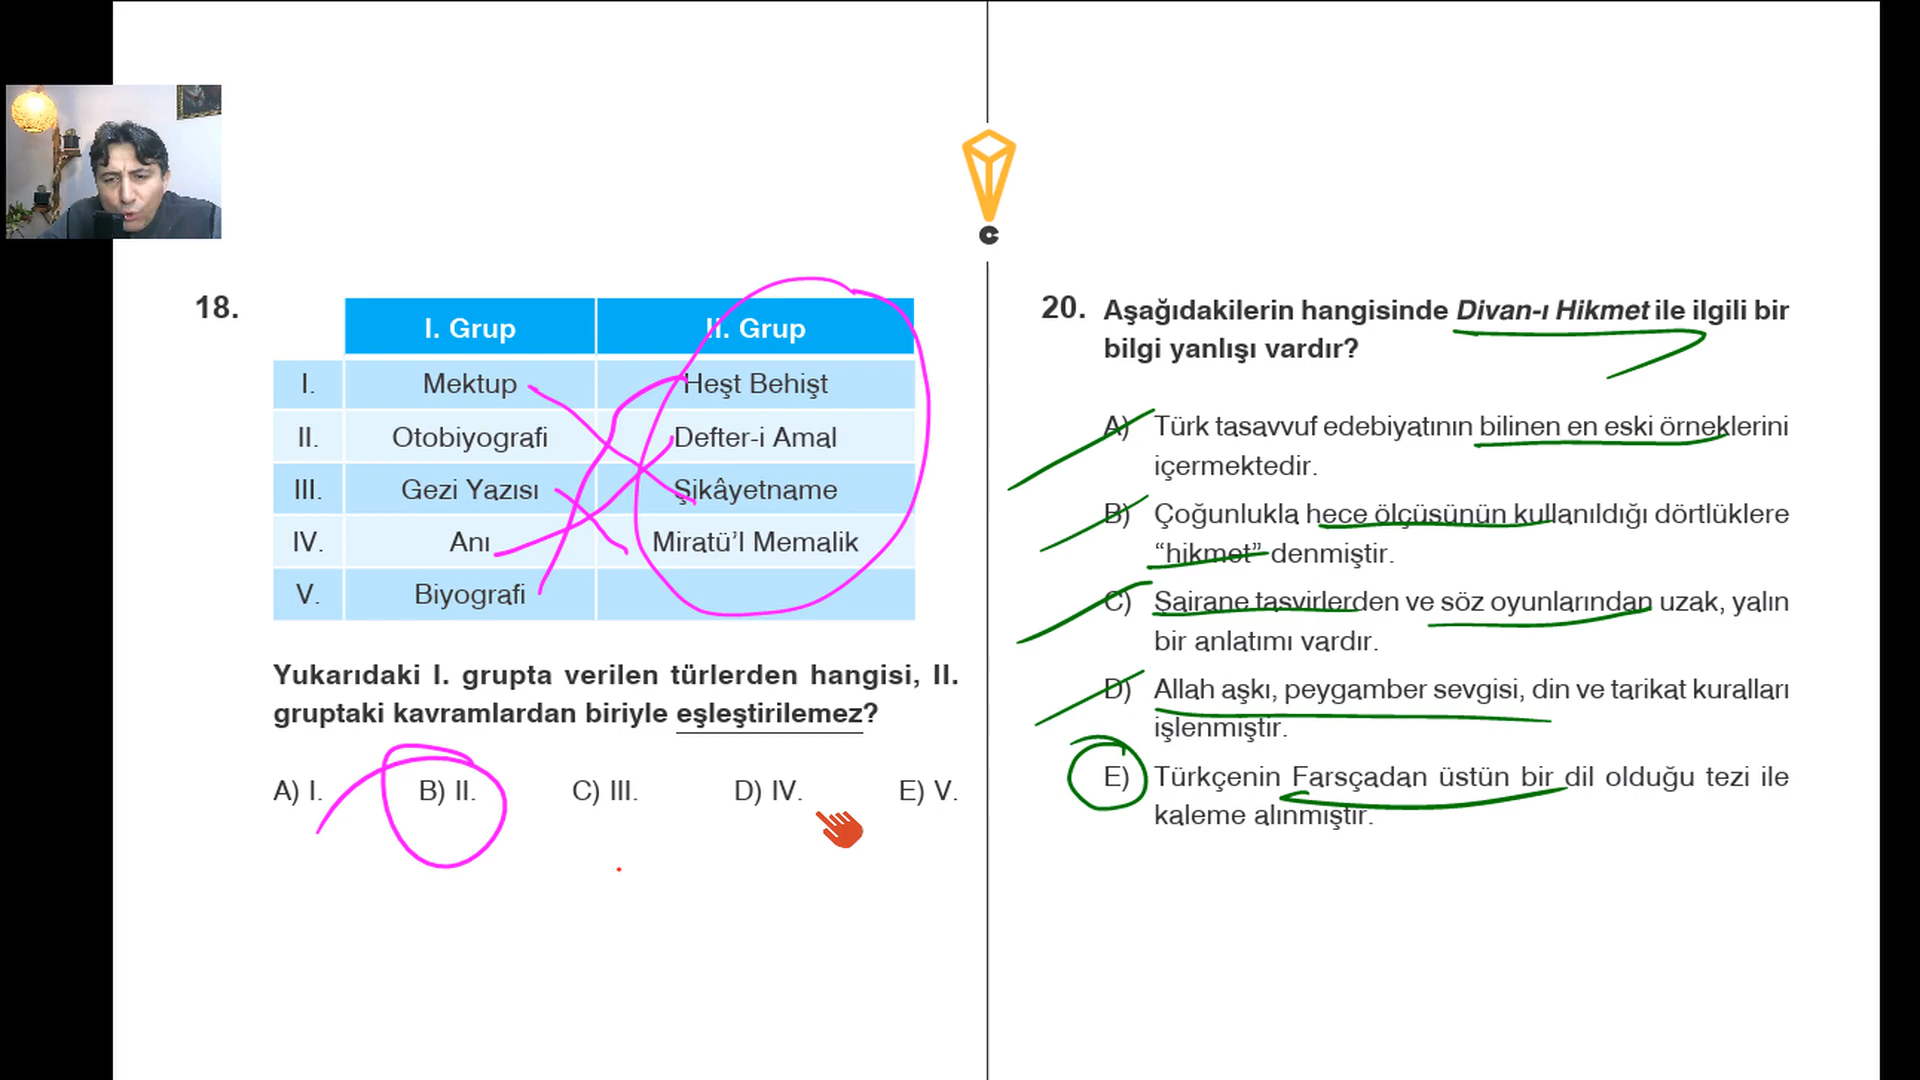 18.
I. Grup II. Grup
I. Mektup Heşt Behişt
II. Otobiyografi Defter-i Amal
III. Gezi Yazısı Şikâyetname
IV. Anı Miratü’l Memalik
V. Biyografi
Yukarıdaki I. grupta verilen türlerden hangisi, II.
gruptaki kavramlardan biriyle eşleştirilemez?
A) I. B) II. C) III. D) IV. E) V.
20. Aşağıdakilerin hangisinde Divan-ı Hikmet ile ilgili bir
bilgi yanlışı vardır?
A) Türk tasavvuf edebiyatının bilinen en eski örneklerini
içermektedir.
B) Çoğunlukla hece ölçüsünün kullanıldığı dörtlüklere
“hikmet” denmiştir.
C) Şairane tasvirlerden ve söz oyunlarından uzak, yalın
bir anlatımı vardır.
D) Allah aşkı, peygamber sevgisi, din ve tarikat kuralları
işlenmiştir.
E) Türkçenin Farsçadan üstün bir dil olduğu tezi ile
kaleme alınmıştır.